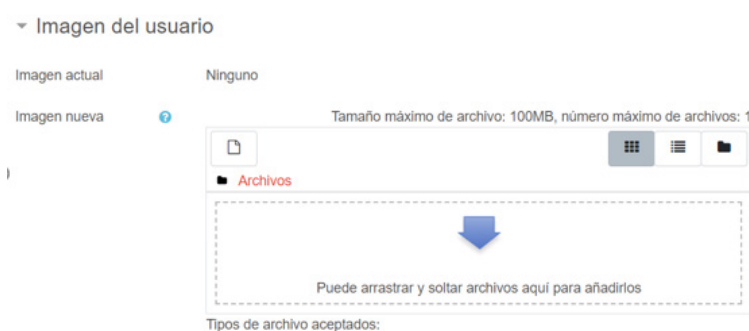 Imagen del usuario
Imagen actual Ninguno
Imagen nueva Tamaño máximo de archivo: 100MB, número máximo de archivos: 1
Archivos
Puede arrastrar y soltar archivos aquí para añadirlos
Tipos de archivo aceptados: